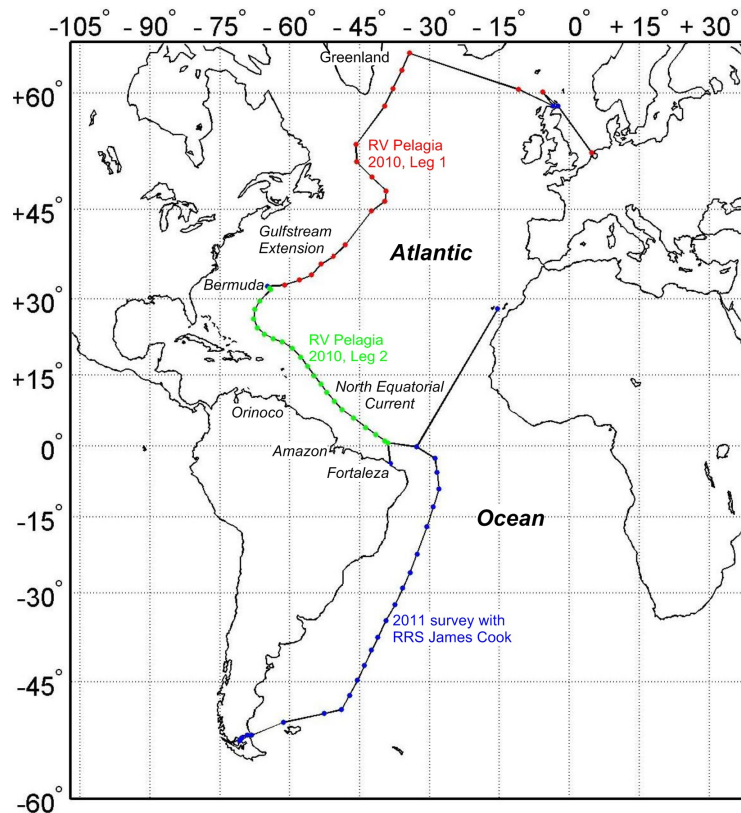 -105° -90° -75° -60° -45° -30° -15° 0° +15° +30°
Greenland
+60°
RV Pelagia
2010, Leg 1
+45°
Gulfstream
Extension
Atlantic
Bermuda
+30°
RV Pelagia
2010, Leg 2
+15°
North Equatorial
Current
Orinoco
0°
Amazon
Fortaleza
-15°
Ocean
-30°
2011 survey with
RRS James Cook
-45°
-60°